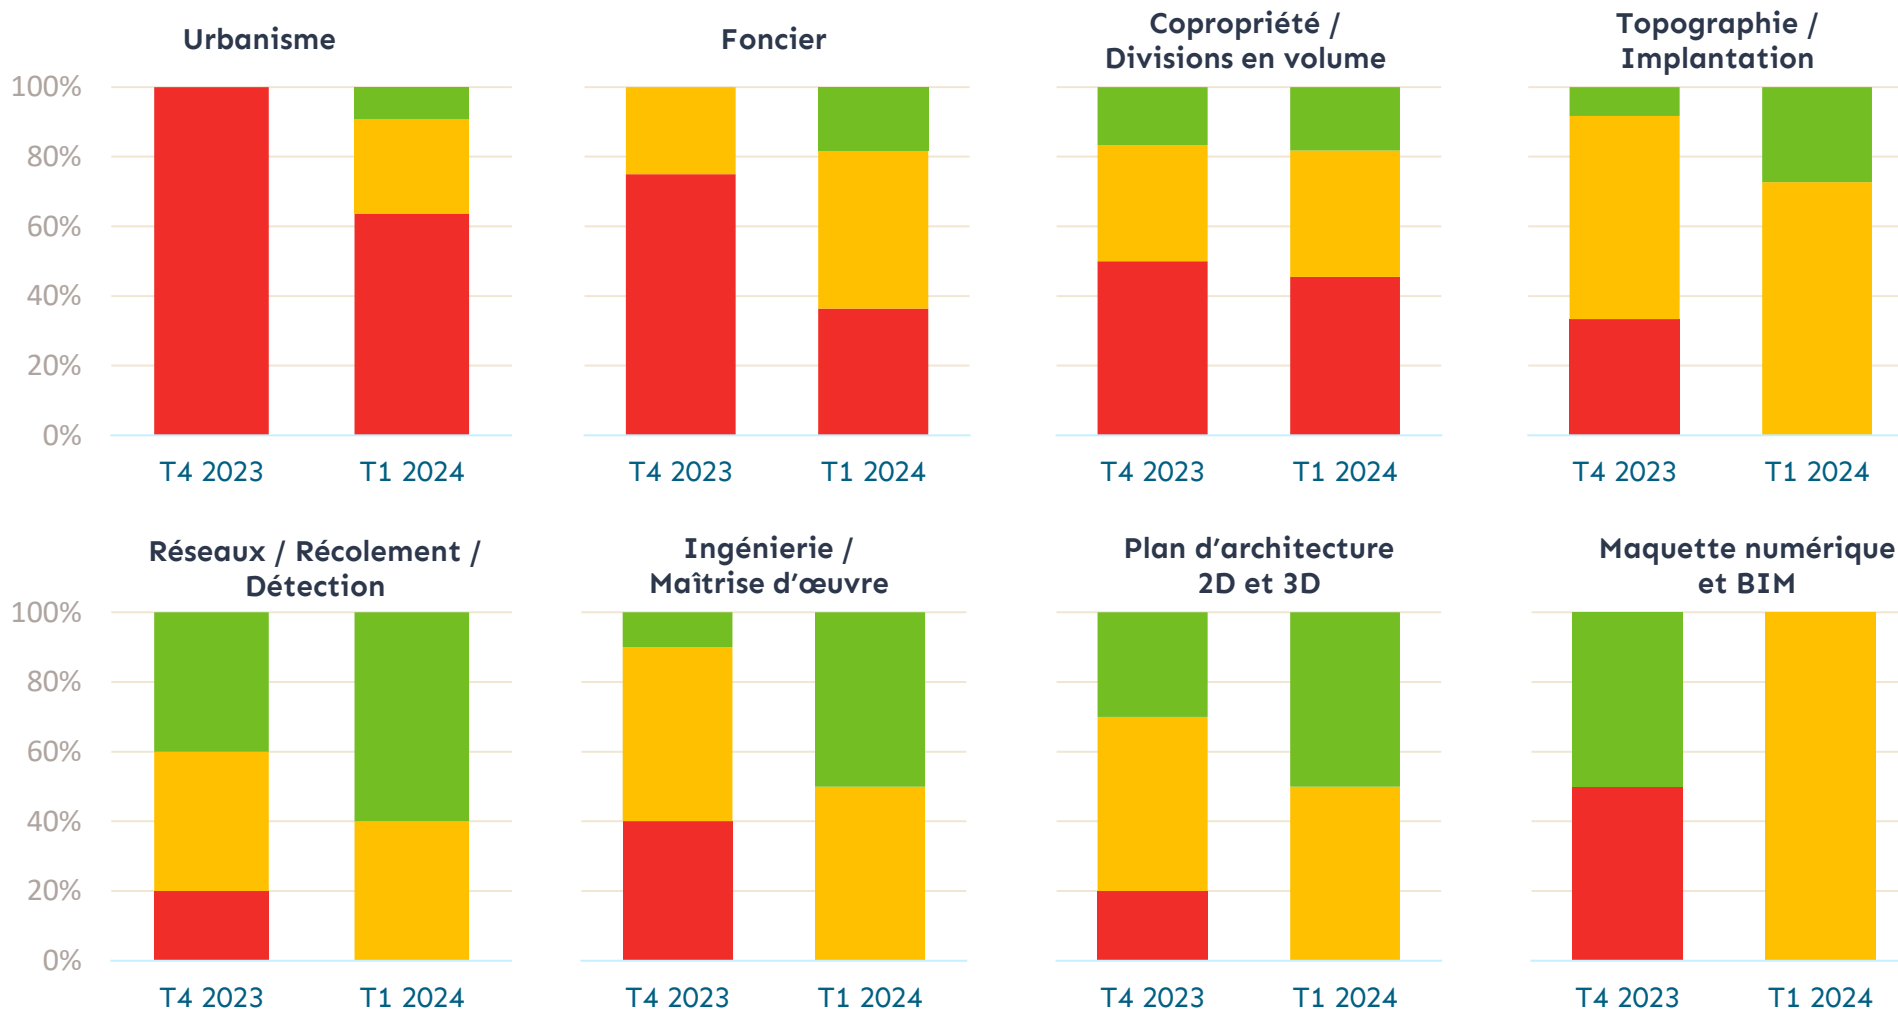 Urbanisme
Foncier
Copropriété /
Divisions en volume
Topographie /
Implantation
100%
80%
60%
40%
20%
0%
T4 2023
T1 2024
T4 2023
T1 2024
T4 2023
T1 2024
T4 2023
T1 2024
Réseaux / Récolement /
Détection
Ingénierie /
Maîtrise d’œuvre
Plan d’architecture
2D et 3D
Maquette numérique
et BIM
100%
80%
60%
40%
20%
0%
T4 2023
T1 2024
T4 2023
T1 2024
T4 2023
T1 2024
T4 2023
T1 2024